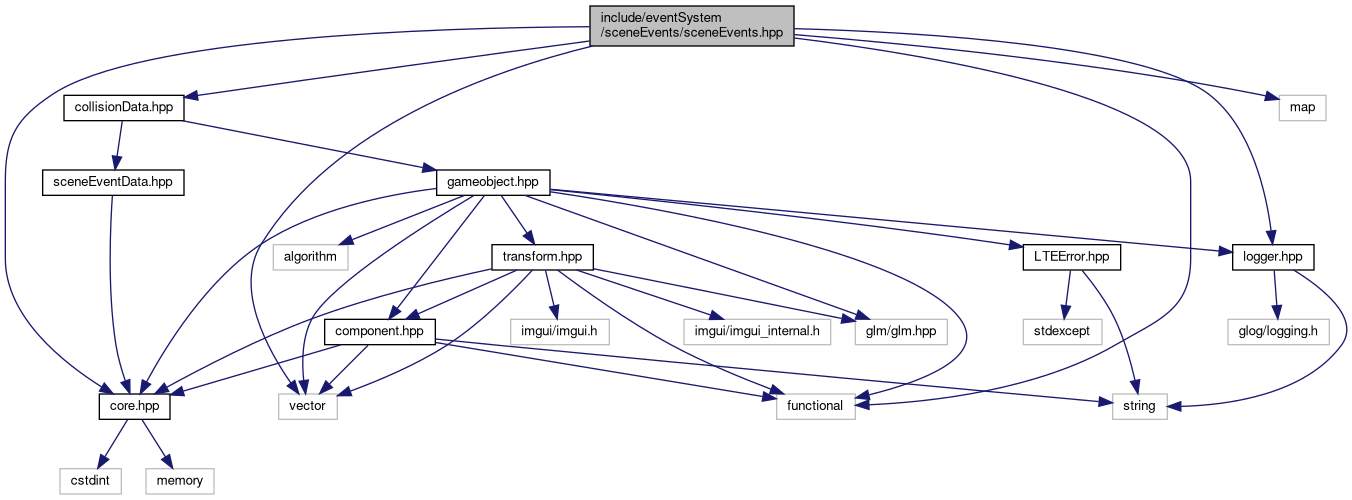 include/eventSystem
/sceneEvents/sceneEvents.hpp
collisionData.hpp
map
sceneEventData.hpp
gameobject.hpp
algorithm
transform.hpp
LTEError.hpp
logger.hpp
component.hpp
imgui/imgui.h
imgui/imgui_internal.h
glm/glm.hpp
stdexcept
glog/logging.h
core.hpp
vector
functional
string
cstdint
memory